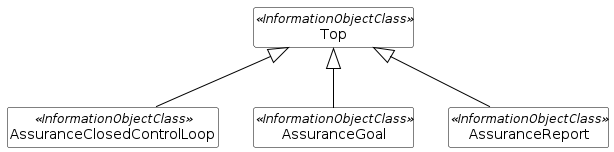 «InformationObjectClass»
Top
«InformationObjectClass»
AssuranceClosedControlLoop
«InformationObjectClass»
AssuranceGoal
«InformationObjectClass»
AssuranceReport